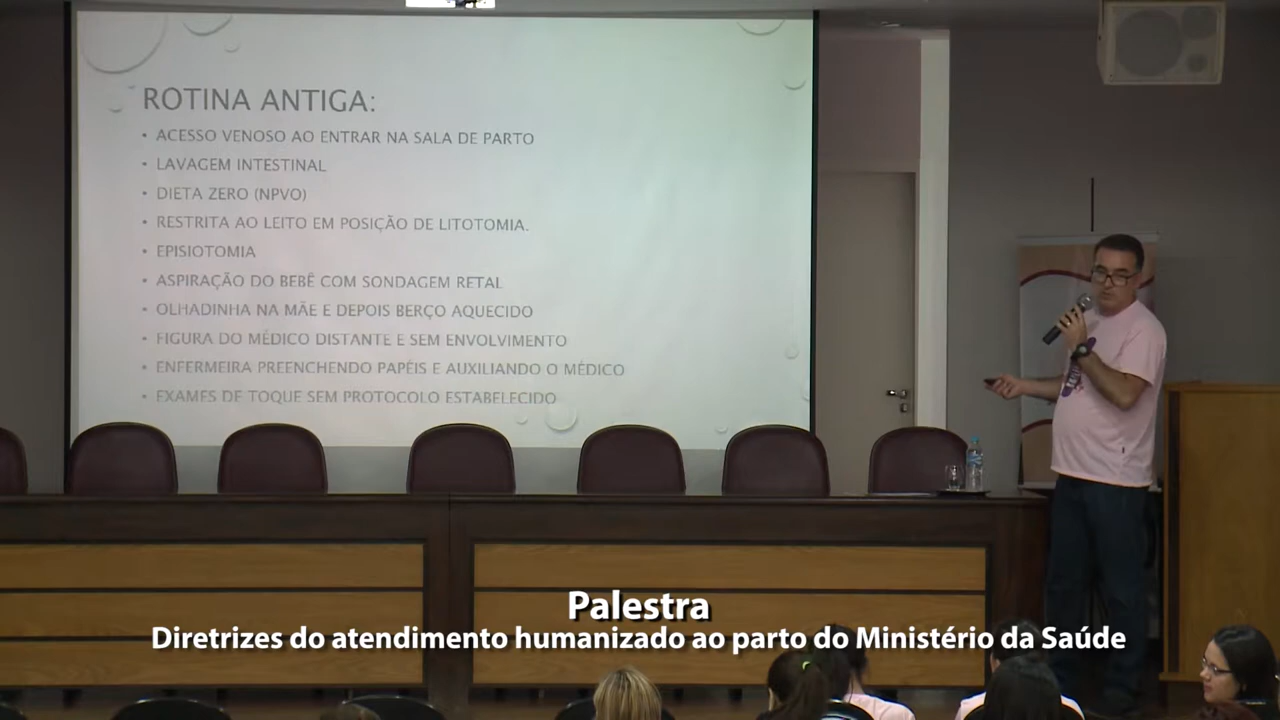 ROTINA ANTIGA:
• ACESSO VENOSO AO ENTRAR NA SALA DE PARTO
• LAVAGEM INTESTINAL
• DIETA ZERO (NPVO)
• RESTRITA AO LEITO EM POSIÇÃO DE LITOTOMIA.
• EPISIOTOMIA
• ASPIRAÇÃO DO BEBÊ COM SONDAGEM RETAL
• OLHADINHA NA MÃE E DEPOIS BERÇO AQUECIDO
• FIGURA DO MÉDICO DISTANTE E SEM ENVOLVIMENTO
• ENFERMEIRA PREENCHENDO PAPÉIS E AUXILIANDO O MÉDICO
• EXAMES DE TOQUE SEM PROTOCOLO ESTABELECIDO
Palestra
Diretrizes do atendimento humanizado ao parto do Ministério da Saúde